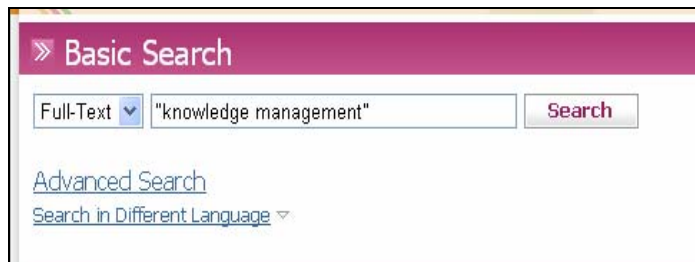 Basic Search
Full-Text "knowledge management" Search
Advanced Search
Search in Different Language